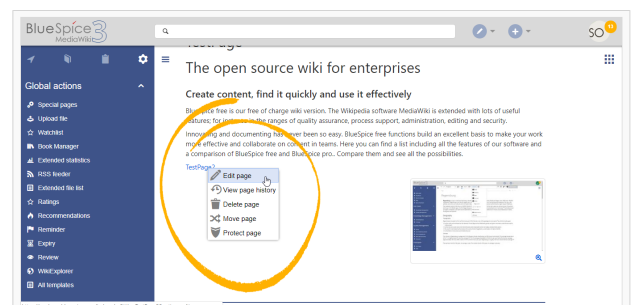 BlueSpice 3
MediaWiki
SO
TestPage
Global actions
The open source wiki for enterprises
Special pages
Upload file
Watchlist
Book Manager
Extended statistics
RSS feeder
Extended file list
Ratings
Recommendations
Reminder
Expiry
Review
WikiExplorer
All templates
Create content, find it quickly and use it effectively
BlueSpice free is our free of charge wiki version. The Wikipedia software MediaWiki is extended with lots of useful
features; for instance in the ranges of quality assurance, process support, administration, editing and security.
Innovating and documenting has never been so easy. BlueSpice free functions build an excellent basis to make your work
more effective and collaborate on content in teams. Here you can find a list including all the features of our software and
a comparison of BlueSpice free and BlueSpice pro.. Compare them and see all the possibilities.
TestPage2
Edit page
View page history
Delete page
Move page
Protect page